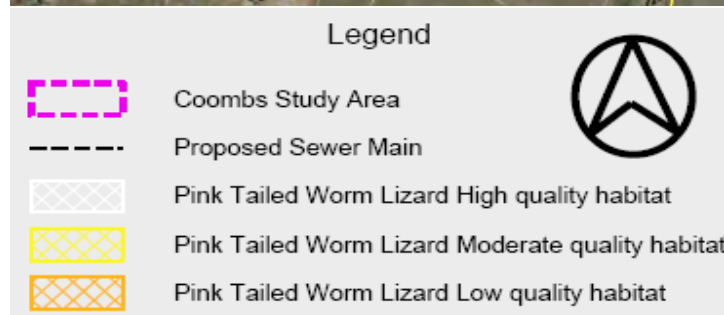 Legend
Coombs Study Area
Proposed Sewer Main
Pink Tailed Worm Lizard High quality habitat
Pink Tailed Worm Lizard Moderate quality habitat
Pink Tailed Worm Lizard Low quality habitat